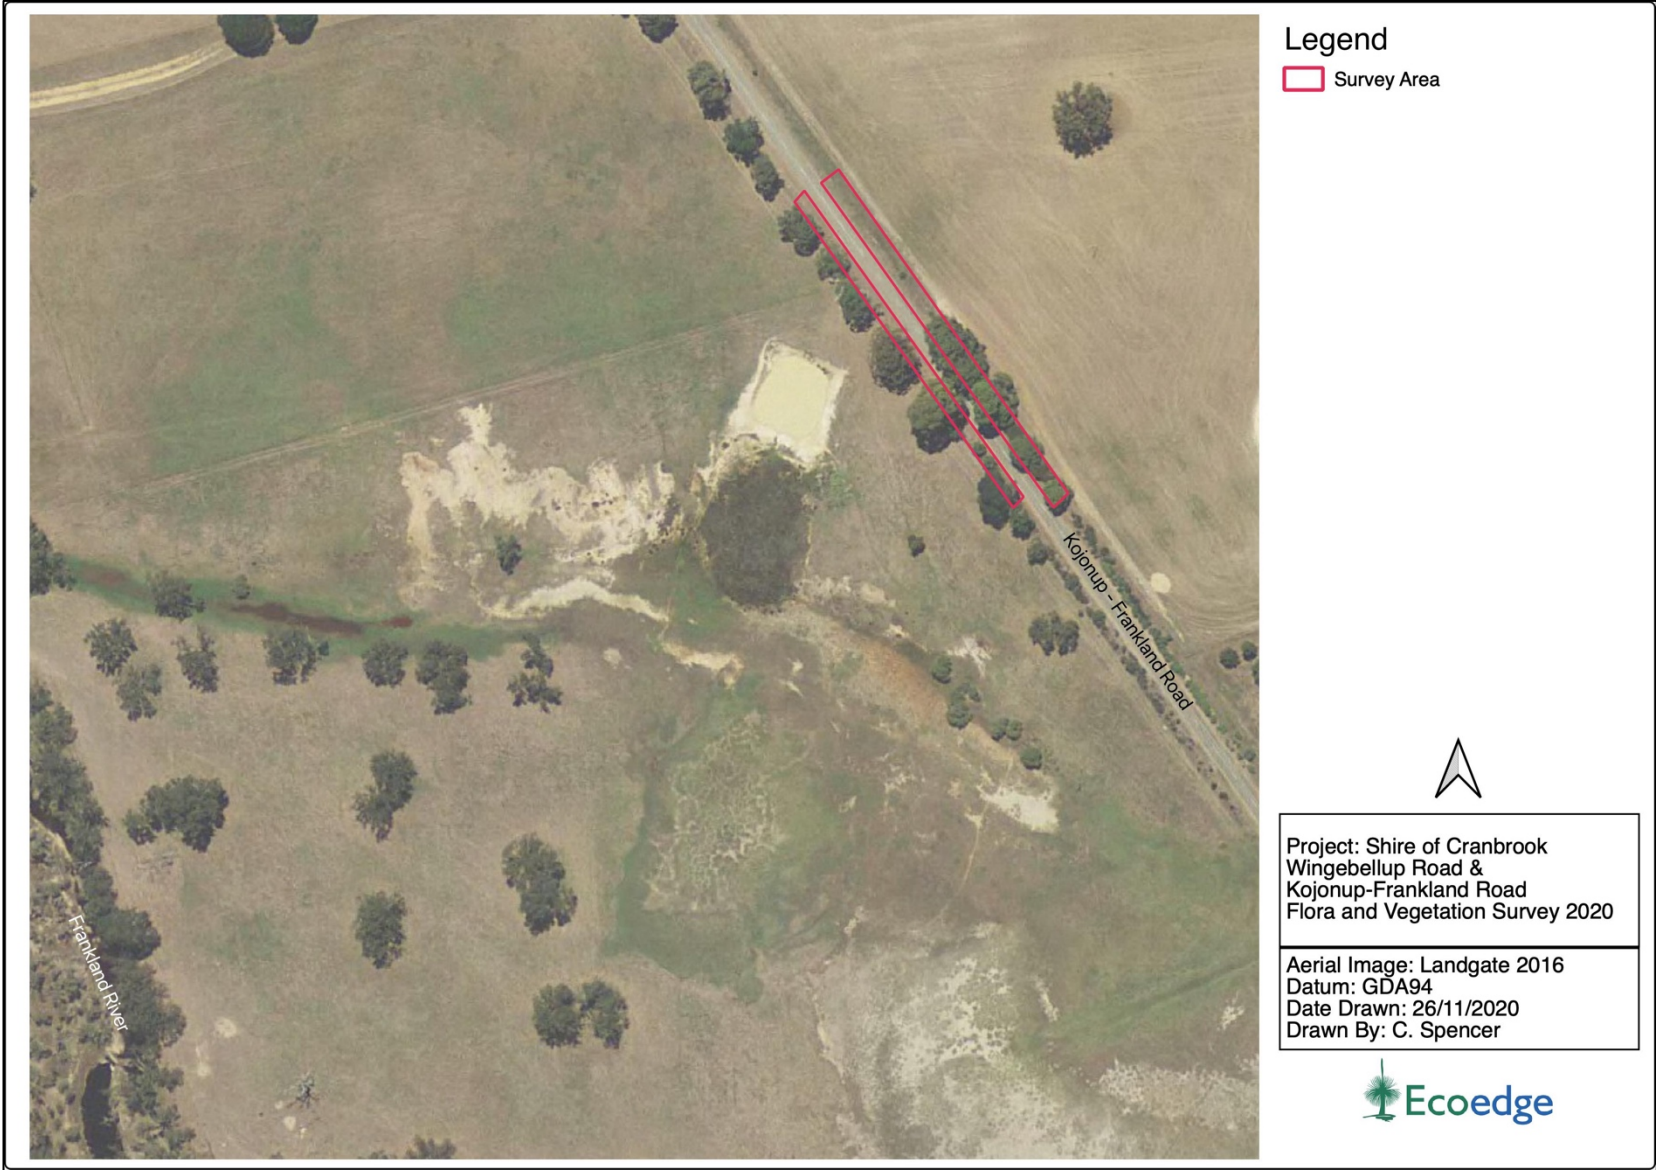 Legend
Survey Area
Kojonup - Frankland Road
Frankland River
Project: Shire of Cranbrook
Wingebellup Road &
Kojonup-Frankland Road
Flora and Vegetation Survey 2020
Aerial Image: Landgate 2016
Datum: GDA94
Date Drawn: 26/11/2020
Drawn By: C. Spencer
Ecoedge